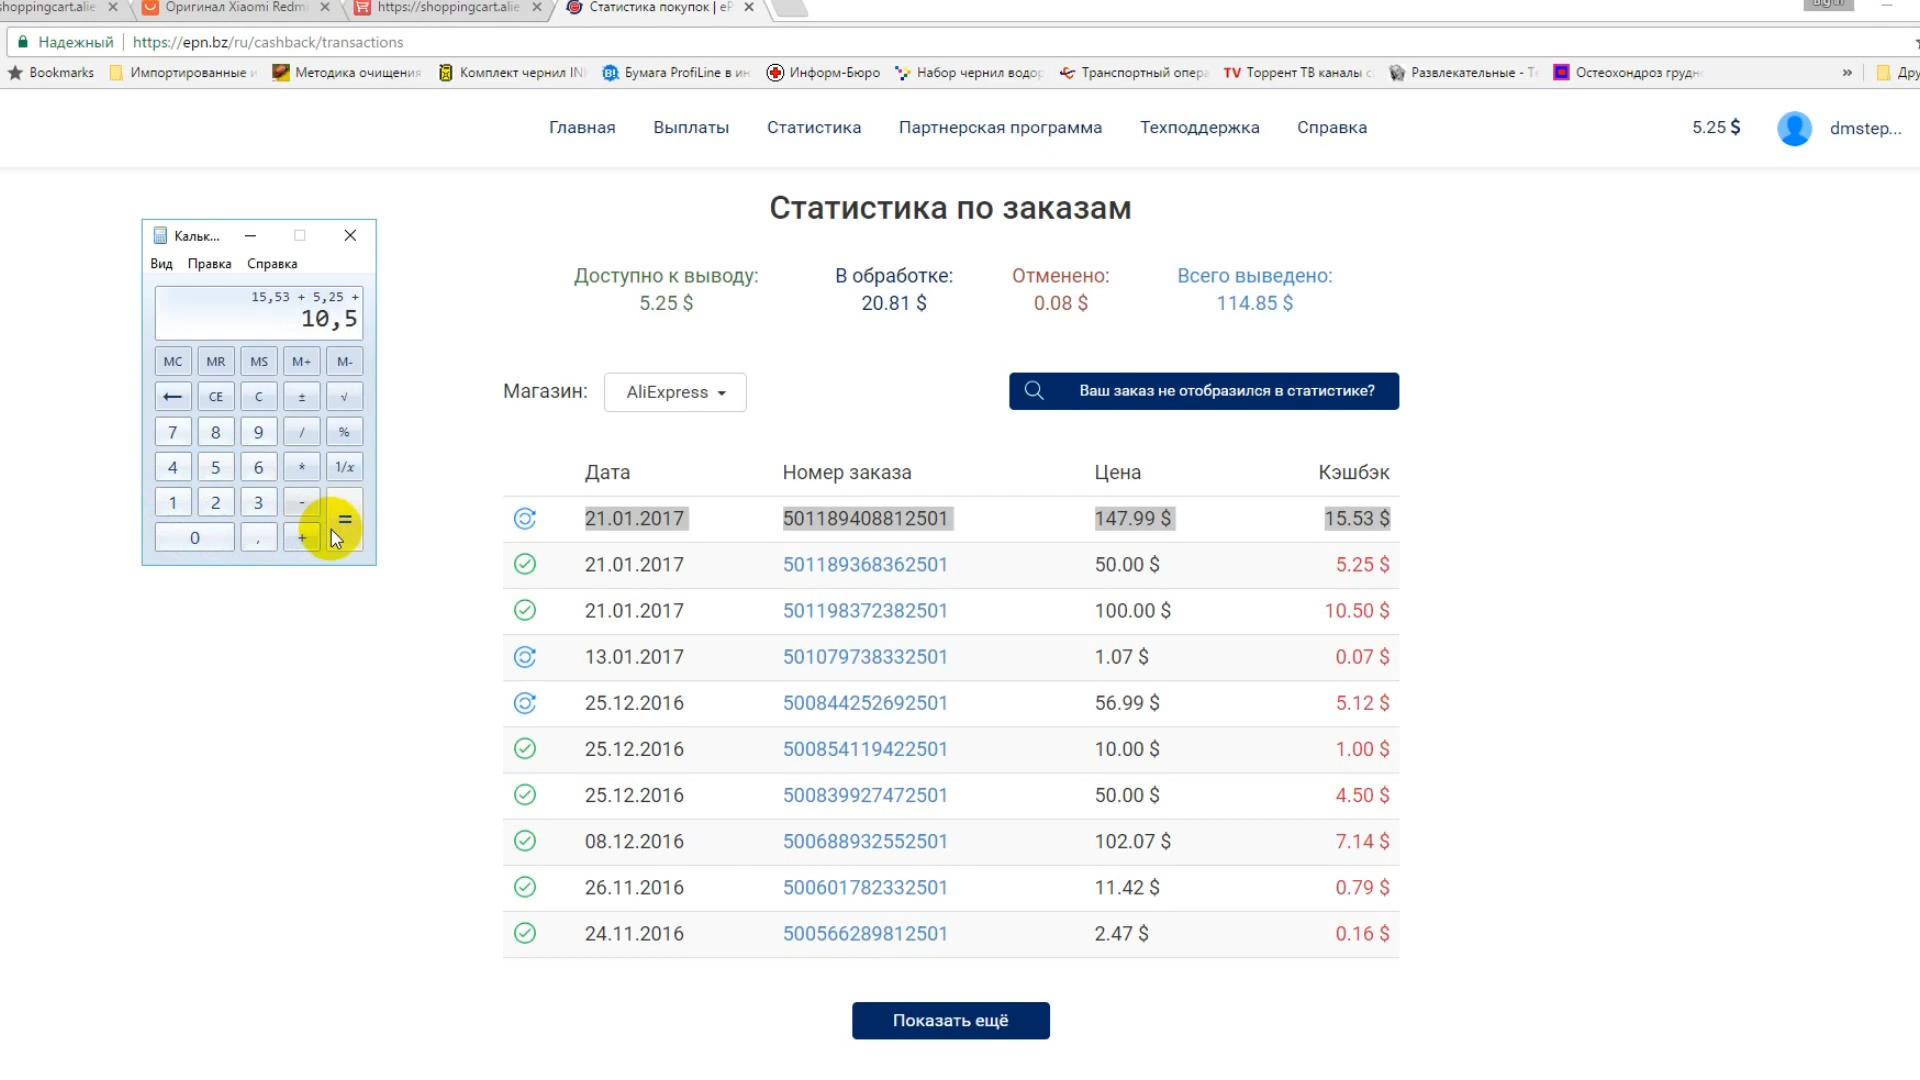 shoppingcart.alie
Оригинал Xiaomi Redm
https://shoppingcart.alie
Статистика покупок | eP
Надежный
https://epn.bz/ru/cashback/transactions
Bookmarks
Импортированные
Методика очищения
Комплект чернил
Бумага ProfiLine в
Информ-Бюро
Набор чернил водо
Транспортный опера
TV Торрент ТВ каналы
Развлекательные - Т
Остеохондроз грудн
»
Дру
Главная
Выплаты
Статистика
Партнерская программа
Техподдержка
Справка
5.25 $
dmstep...
Статистика по заказам
Доступно к выводу:
5.25 $
В обработке:
20.81 $
Отменено:
0.08 $
Всего выведено:
114.85 $
Кальк...
Вид Правка Справка
15,53 + 5,25 +
10,5
MC MR MS M+ M-
← CE C ± √
7 8 9 / %
4 5 6 * 1/x
1 2 3 - =
0 , +
Магазин: AliExpress
Ваш заказ не отобразился в статистике?
Дата Номер заказа Цена Кэшбэк
21.01.2017 501189408812501 147.99 $ 15.53 $
21.01.2017 501189368362501 50.00 $ 5.25 $
21.01.2017 501198372382501 100.00 $ 10.50 $
13.01.2017 501079738332501 1.07 $ 0.07 $
25.12.2016 500844252692501 56.99 $ 5.12 $
25.12.2016 500854119422501 10.00 $ 1.00 $
25.12.2016 500839927472501 50.00 $ 4.50 $
08.12.2016 500688932552501 102.07 $ 7.14 $
26.11.2016 500601782332501 11.42 $ 0.79 $
24.11.2016 500566289812501 2.47 $ 0.16 $
Показать ещё